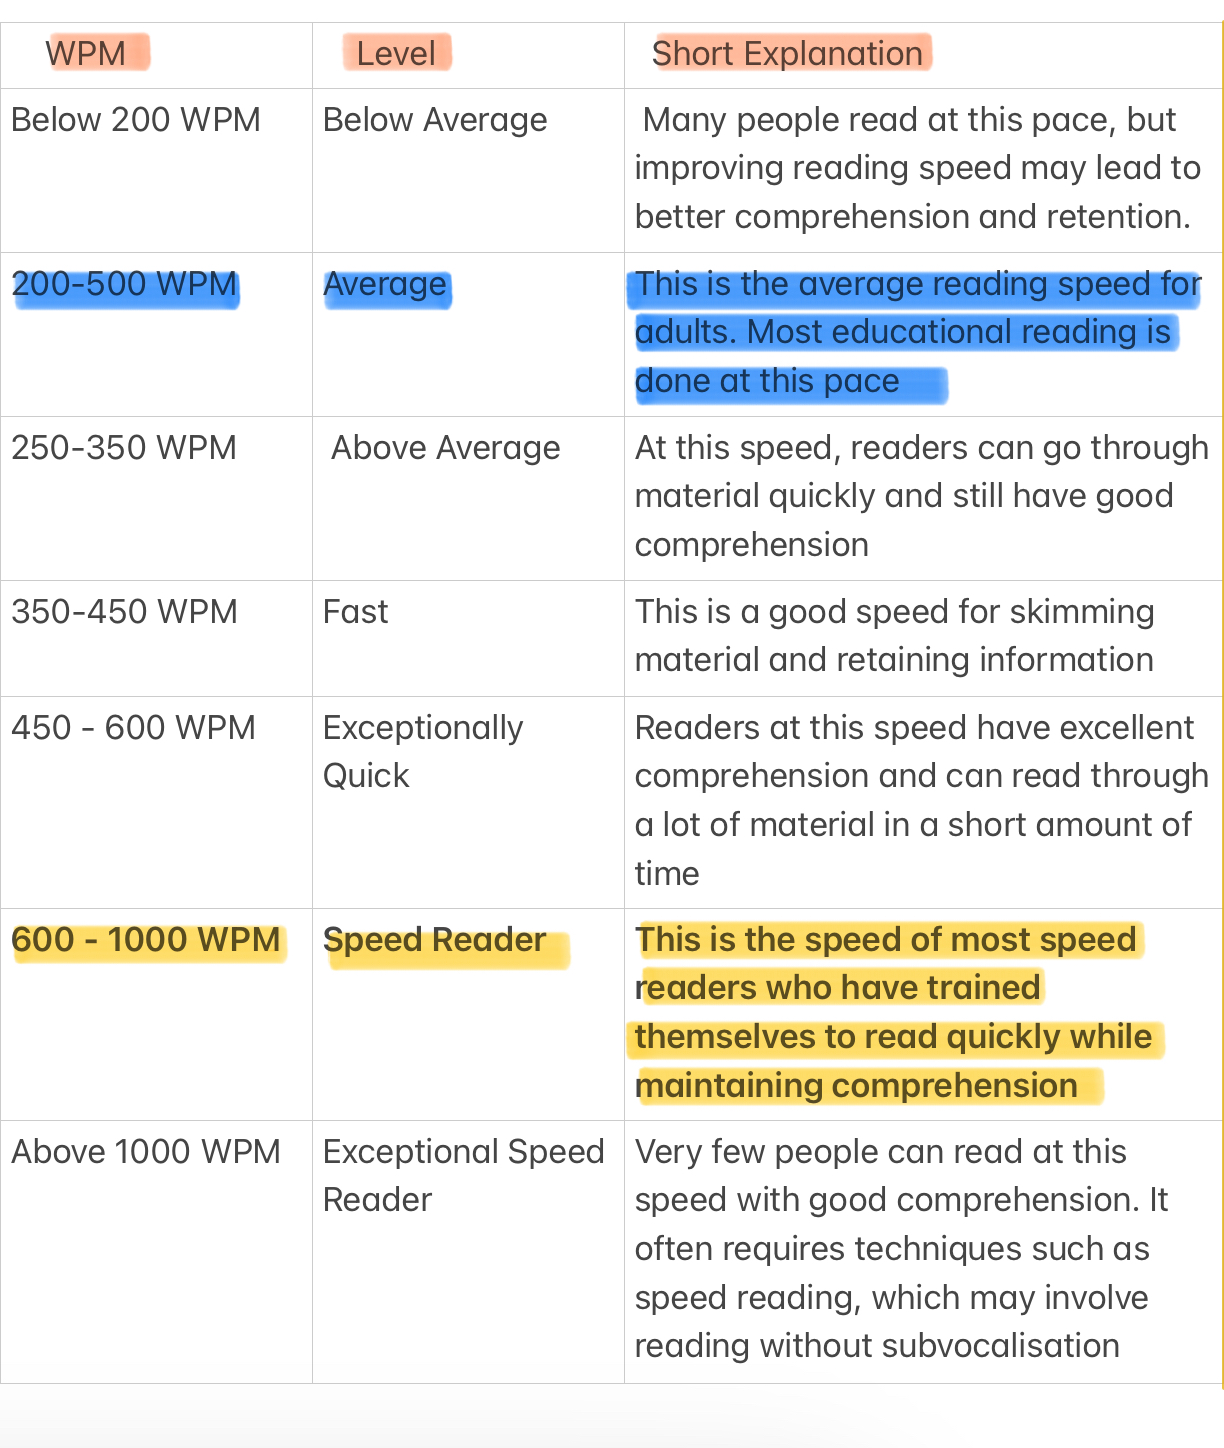 WPM Level Short Explanation
Below 200 WPM Below Average Many people read at this pace, but
improving reading speed may lead to
better comprehension and retention.
200-500 WPM Average This is the average reading speed for
adults. Most educational reading is
done at this pace
250-350 WPM Above Average At this speed, readers can go through
material quickly and still have good
comprehension
350-450 WPM Fast This is a good speed for skimming
material and retaining information
450 - 600 WPM Exceptionally Readers at this speed have excellent
Quick comprehension and can read through
a lot of material in a short amount of
time
600 - 1000 WPM Speed Reader This is the speed of most speed
readers who have trained
themselves to read quickly while
maintaining comprehension
Above 1000 WPM Exceptional Speed Very few people can read at this
Reader speed with good comprehension. It
often requires techniques such as
speed reading, which may involve
reading without subvocalisation